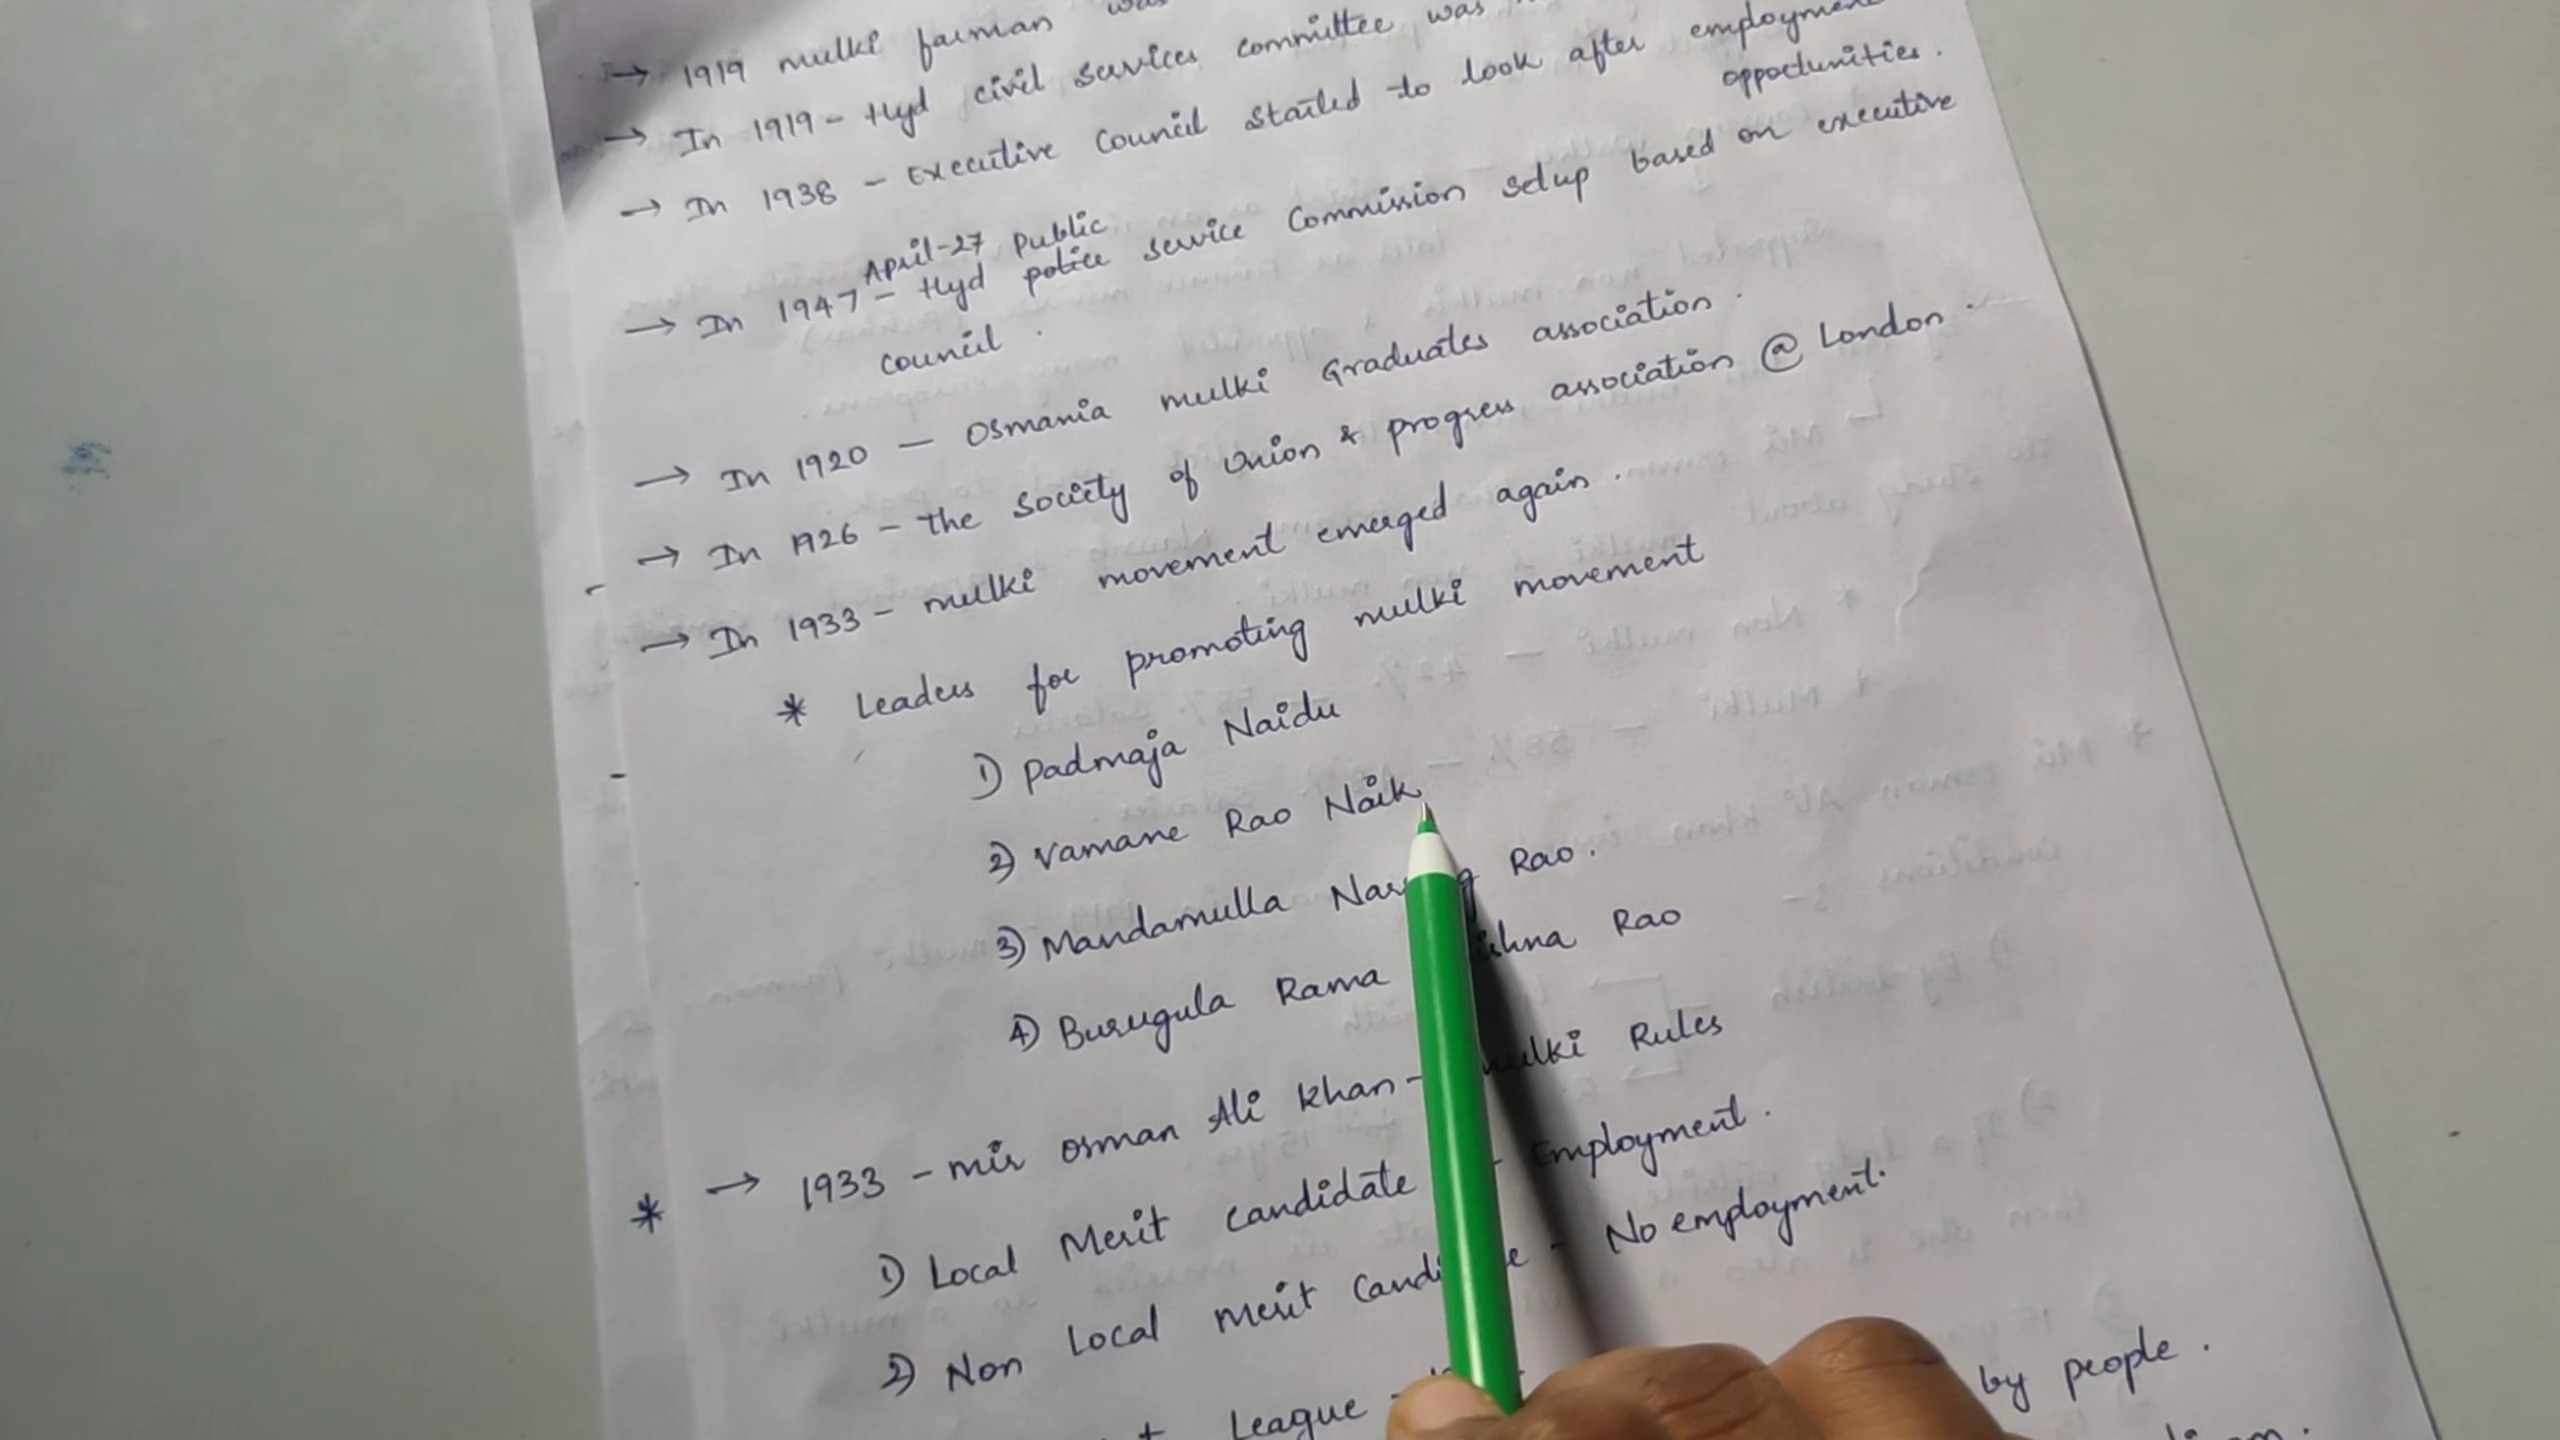 → 1919 mulki farman was
→ In 1919 - Hyd civil services committee was
→ In 1938 - Executive Council started to look after employment
opportunities.
April-27 Public
→ In 1947 - Hyd police service Commission setup based on executive
council.
→ In 1920 - Osmania mulki Graduates association.
→ In 1926 - the society of Union & progress association @ London.
→ In 1933 - mulki movement emerged again.
* Leaders for promoting mulki movement
1) Padmaja Naidu
2) Vamane Rao Naik
3) Mandamulla Rao.
4) Burugula Rama Rao
* → 1933 - mir osman Ali Khan - mulki Rules
1) Local Merit candidate - Employment.
2) Non Local merit - No employment.
League by people.